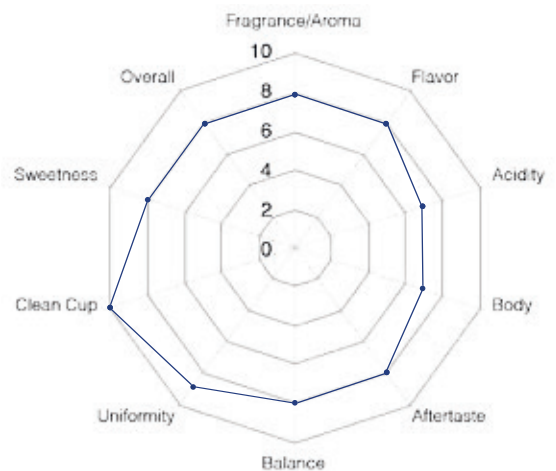 Fragrance/Aroma
10
Overall
Flavor
8
6
Sweetness
Acidity
4
2
0
Clean Cup
Body
Uniformity
Aftertaste
Balance